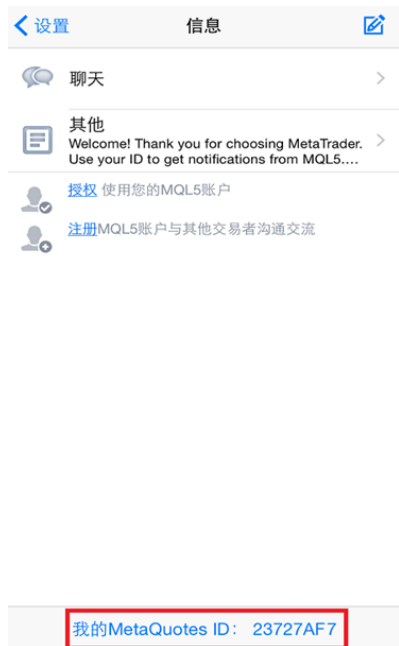 设置
信息
聊天
其他
Welcome! Thank you for choosing MetaTrader.
Use your ID to get notifications from MQL5....
授权 使用您的MQL5账户
注册MQL5账户与其他交易者沟通交流
我的MetaQuotes ID： 23727AF7